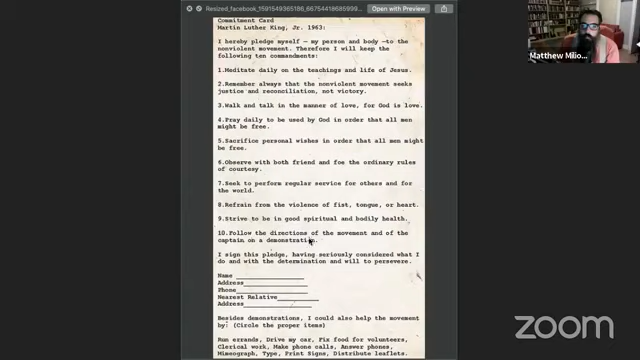 Resized_facebook_1591549365186_66754418685999...
Open with Preview
Commitment Card
Martin Luther King, Jr. 1963:
I hereby pledge myself — my person and body —to the
nonviolent movement. Therefore I will keep the
following ten commandments:
1.Meditate daily on the teachings and life of Jesus.
2.Remember always that the nonviolent movement seeks
justice and reconciliation, not victory.
3.Walk and talk in the manner of love, for God is love.
4.Pray daily to be used by God in order that all men
might be free.
5.Sacrifice personal wishes in order that all men might
be free.
6.Observe with both friend and foe the ordinary rules
of courtesy.
7.Seek to perform regular service for others and for
the world.
8.Refrain from the violence of fist, tongue, or heart.
9.Strive to be in good spiritual and bodily health.
10.Follow the directions of the movement and of the
captain on a demonstration.
I sign this pledge, having seriously considered what I
do and with the determination and will to persevere.
Name
Address
Phone
Nearest Relative
Address
Besides demonstrations, I could also help the movement
by: (Circle the proper items)
Run errands, Drive my car, Fix food for volunteers,
Clerical work, Make phone calls, Answer phones,
Mimeograph, Type, Print Signs, Distribute leaflets.
Matthew Milio...
zoom